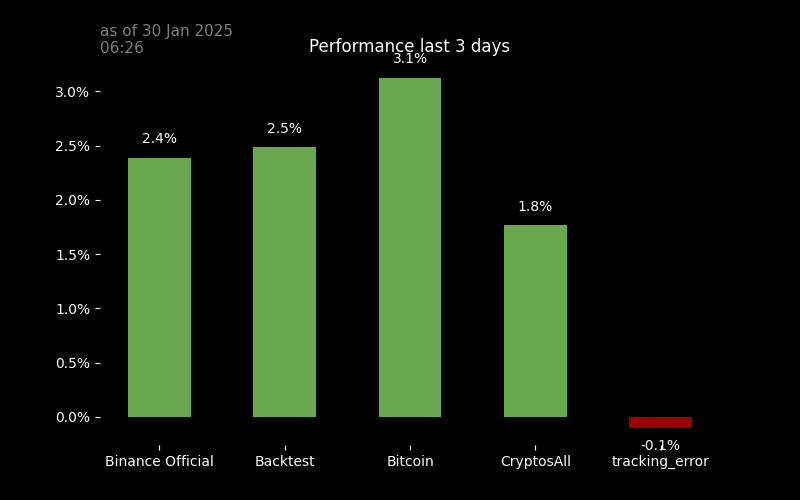 as of 30 Jan 2025
06:26
Performance last 3 days
3.1%
3.0%
2.4%
2.5%
2.5%
2.0%
1.8%
1.5%
1.0%
0.5%
0.0%
-0.1%
Binance Official
Backtest
Bitcoin
CryptosAll
tracking_error